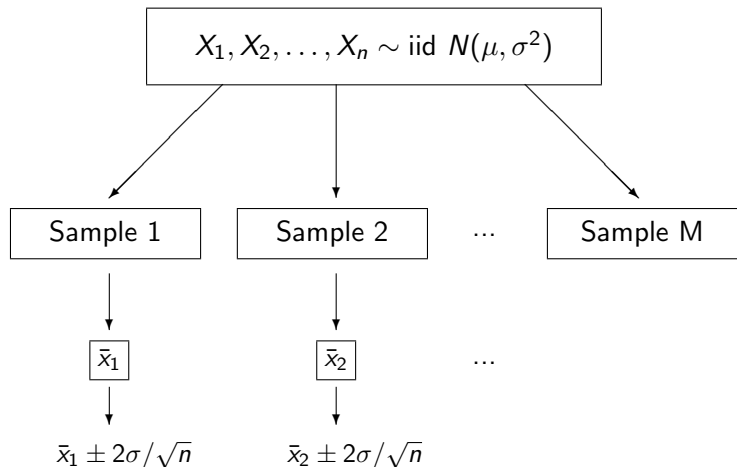 X₁, X₂, . . . , Xₙ ∼ iid N(μ, σ²)
Sample 1 Sample 2 ... Sample M
x̄₁ x̄₂ ...
x̄₁ ± 2σ/√n x̄₂ ± 2σ/√n